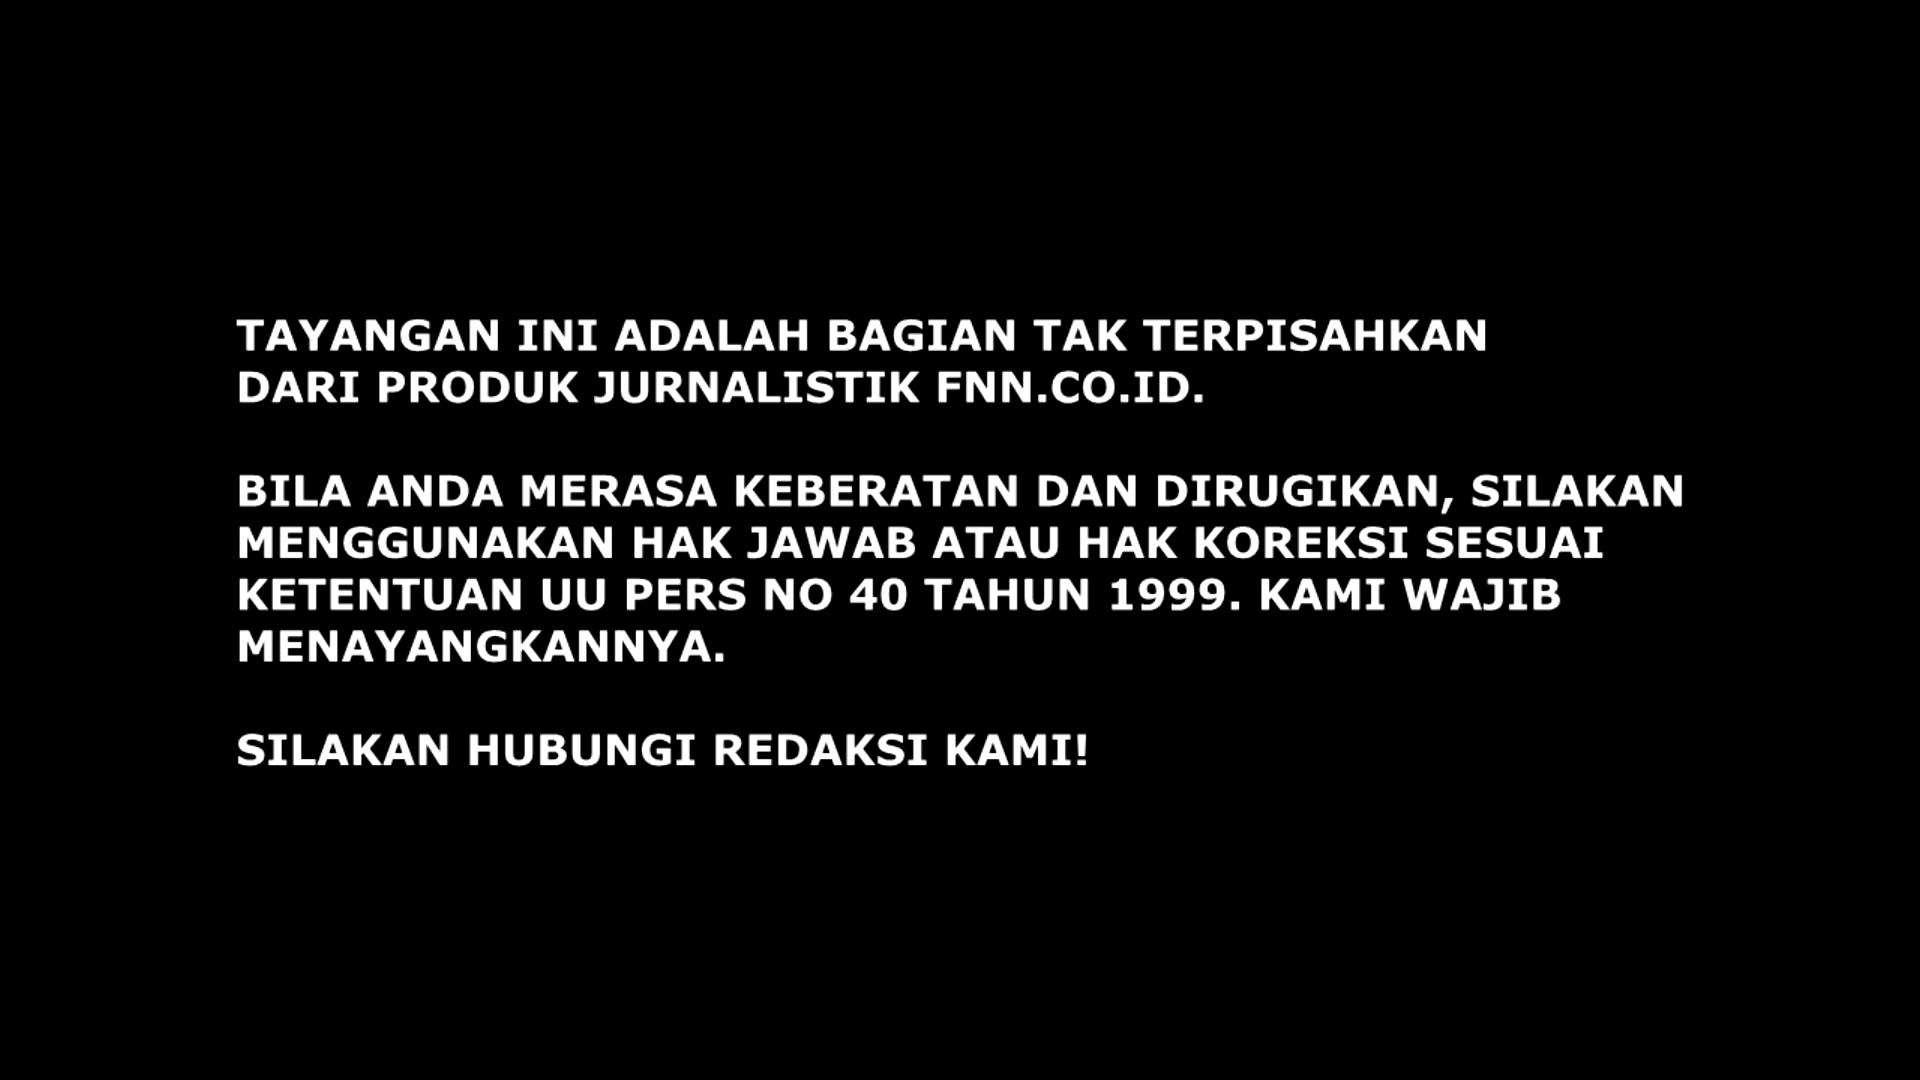 TAYANGAN INI ADALAH BAGIAN TAK TERPISAHKAN
DARI PRODUK JURNALISTIK FNN.CO.ID.
BILA ANDA MERASA KEBERATAN DAN DIRUGIKAN, SILAKAN
MENGGUNAKAN HAK JAWAB ATAU HAK KOREKSI SESUAI
KETENTUAN UU PERS NO 40 TAHUN 1999. KAMI WAJIB
MENAYANGKANNYA.
SILAKAN HUBUNGI REDAKSI KAMI!